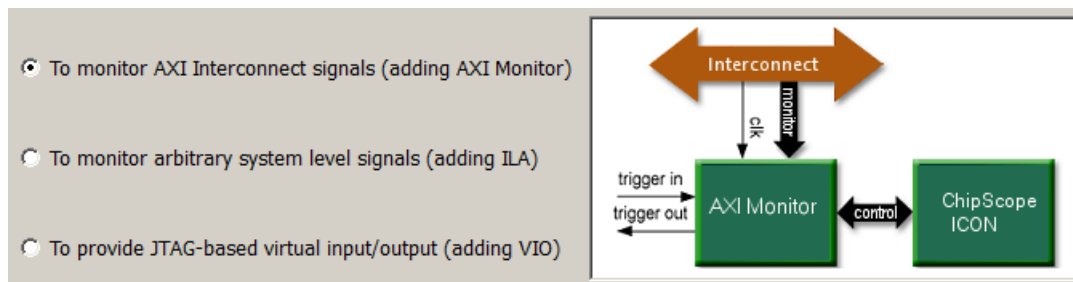 To monitor AXI Interconnect signals (adding AXI Monitor)
To monitor arbitrary system level signals (adding ILA)
To provide JTAG-based virtual input/output (adding VIO)
Interconnect
clk
monitor
trigger in
trigger out
AXI Monitor
control
ChipScope
ICON